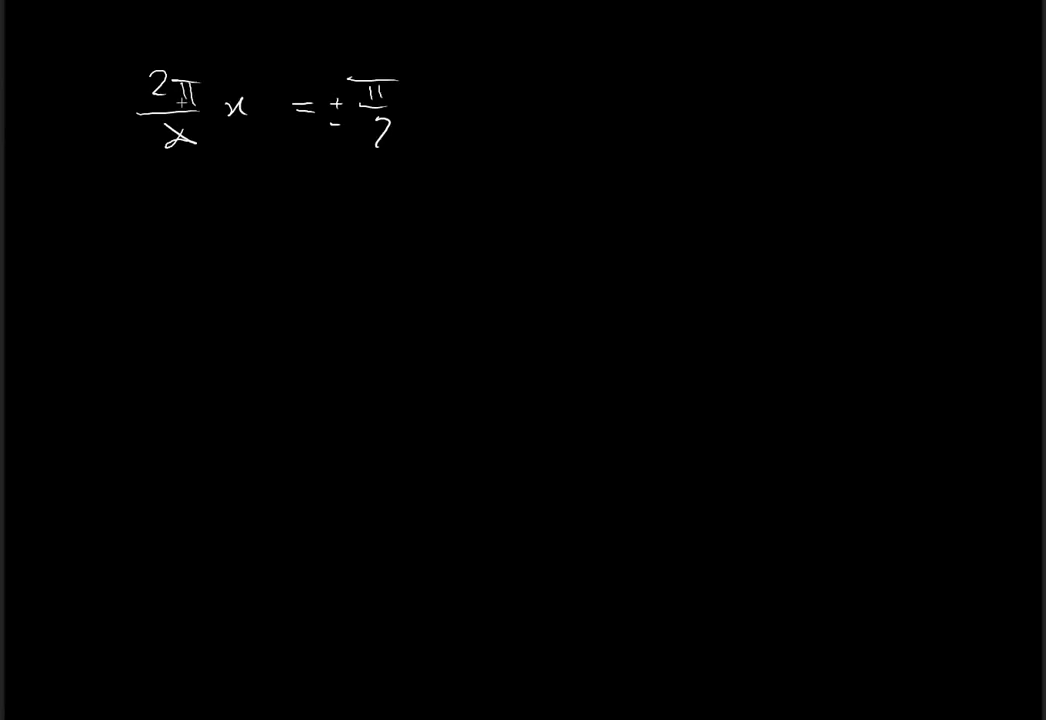 2π/λ x = ± π/2